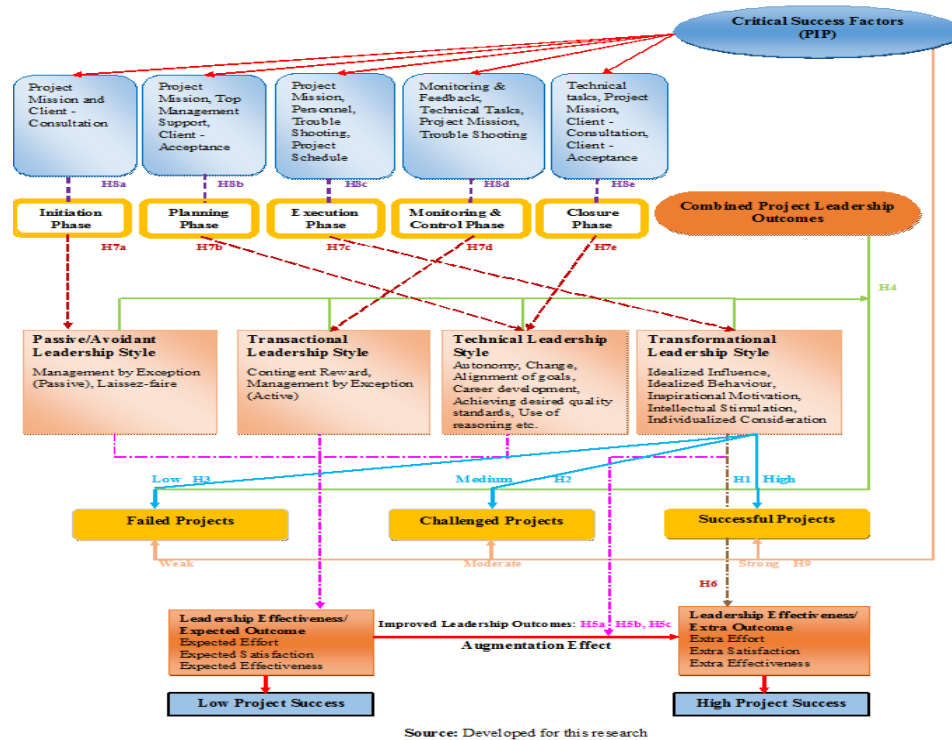 Critical Success Factors
(PIP)
Project
Mission and
Client -
Consultation
Project
Mission, Top
Management
Support,
Client -
Acceptance
Project
Mission,
Personnel,
Trouble
Shooting,
Project
Schedule
Monitoring &
Feedback,
Technical Tasks,
Project Mission,
Trouble Shooting
Technical
tasks, Project
Mission,
Client -
Consultation,
Client -
Acceptance
H8a
H8b
H8c
H8d
H8e
Initiation
Phase
Planning
Phase
Execution
Phase
Monitoring &
Control Phase
Closure
Phase
Combined Project Leadership
Outcomes
H7a
H7b
H7c
H7d
H7e
H4
Passive/Avoidant
Leadership Style
Management by Exception
(Passive), Laissez-faire
Transactional
Leadership Style
Contingent Reward,
Management by Exception
(Active)
Technical Leadership
Style
Autonomy, Change,
Alignment of goals,
Career development,
Achieving desired quality
standards, Use of
reasoning etc.
Transformational
Leadership Style
Idealized Influence,
Idealized Behaviour,
Inspirational Motivation,
Intellectual Stimulation,
Individualized Consideration
Low H3
Medium H2
H1 High
Failed Projects
Challenged Projects
Successful Projects
Weak
Moderate
Strong H9
H6
Leadership Effectiveness/
Expected Outcome
Expected Effort
Expected Satisfaction
Expected Effectiveness
Improved Leadership Outcomes: H5a, H5b, H5c
Augmentation Effect
Leadership Effectiveness/
Extra Outcome
Extra Effort
Extra Satisfaction
Extra Effectiveness
Low Project Success
High Project Success
Source: Developed for this research